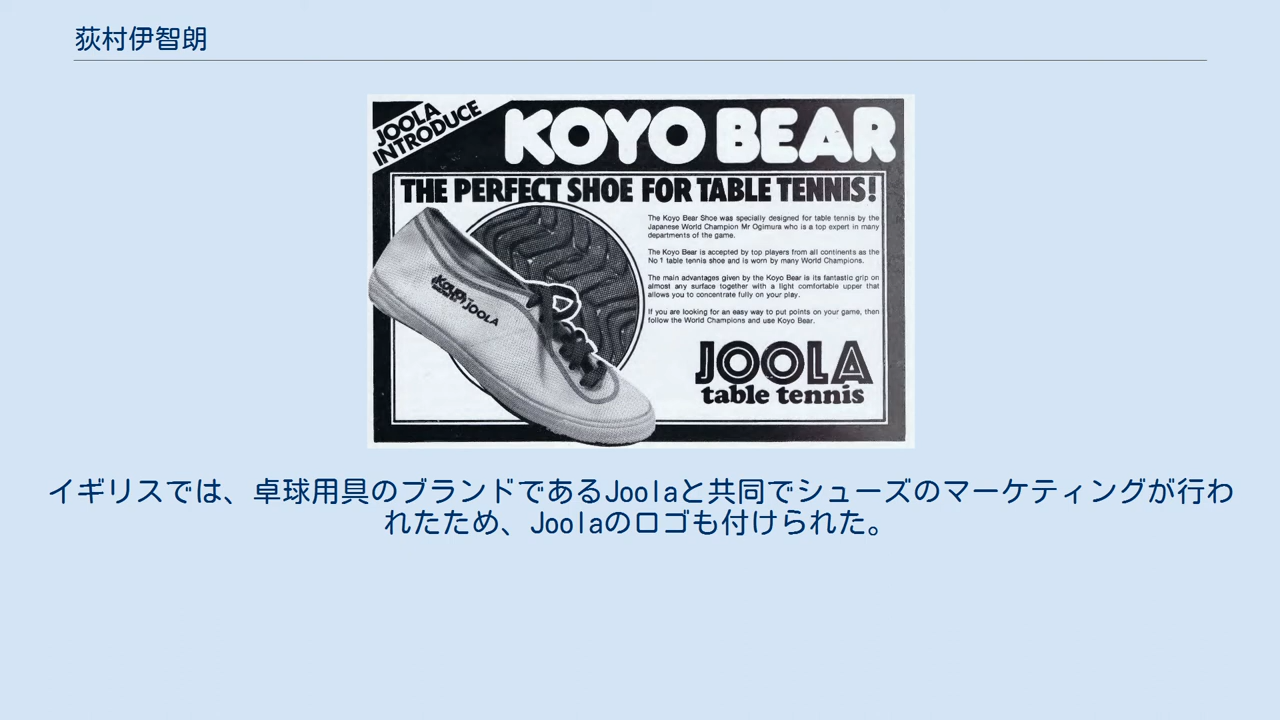 荻村伊智朗
JOOLA
INTRODUCE
KOYO BEAR
THE PERFECT SHOE FOR TABLE TENNIS!
The Koyo Bear Shoe was specially designed for table tennis by the
Japanese World Champion Mr Ogimura who is a top expert in many
departments of the game.
The Koyo Bear is accepted by top players from all continents as the
No 1 table tennis shoe and is worn by many World Champions.
The main advantages given by the Koyo Bear is its fantastic grip on
almost any surface together with a light comfortable upper that
allows you to concentrate fully on your play.
If you are looking for an easy way to put points on your game, then
follow the World Champions and use Koyo Bear.
KOYO
JOOLA
JOOLA
table tennis
イギリスでは、卓球用具のブランドであるJoolaと共同でシューズのマーケティングが行わ
れたため、Joolaのロゴも付けられた。